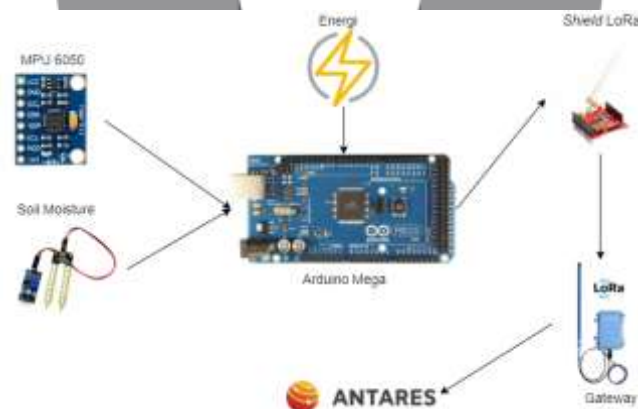 Energi
Shield LoRa
MPU 6050
Soil Moisture
Arduino Mega
LoRa
Gateway
ANTARES